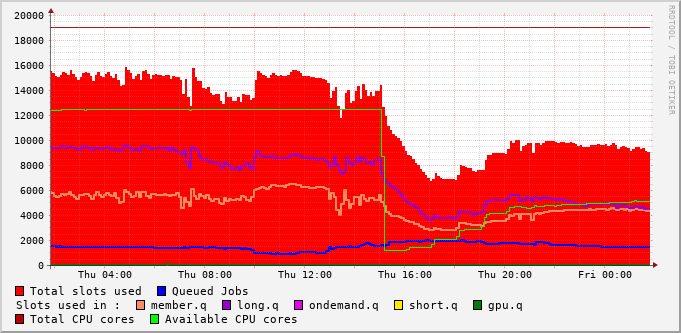 20000
18000
16000
14000
12000
10000
8000
6000
4000
2000
0
Thu 04:00 Thu 08:00 Thu 12:00 Thu 16:00 Thu 20:00 Fri 00:00
Total slots used Queued Jobs
Slots used in : member.q long.q ondemand.q short.q gpu.q
Total CPU cores Available CPU cores
RRDTOOL / TOBI OETIKER